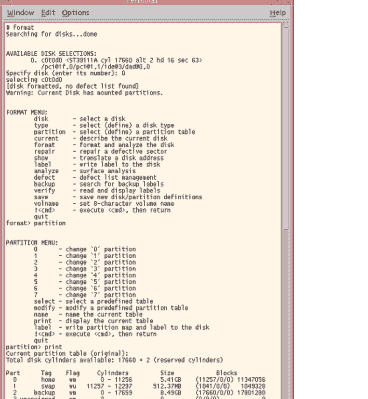 Terminal
Window Edit Options Help
# format
Searching for disks...done
AVAILABLE DISK SELECTIONS:
0. c0t0d0 <ST39111A cyl 17660 alt 2 hd 16 sec 63>
/pci@1f,0/pci@1,1/ide@3/dad@0,0
Specify disk (enter its number): 0
selecting c0t0d0
[disk formatted, no defect list found]
Warning: Current Disk has mounted partitions.
FORMAT MENU:
disk - select a disk
type - select (define) a disk type
partition - select (define) a partition table
current - describe the current disk
format - format and analyze the disk
repair - repair a defective sector
show - translate a disk address
label - write label to the disk
analyze - surface analysis
defect - defect list management
backup - search for backup labels
verify - read and display labels
save - save new disk/partition definitions
volname - set 8-character volume name
!<cmd> - execute <cmd>, then return
quit
format> partition
PARTITION MENU:
0 - change `0' partition
1 - change `1' partition
2 - change `2' partition
3 - change `3' partition
4 - change `4' partition
5 - change `5' partition
6 - change `6' partition
7 - change `7' partition
select - select a predefined table
modify - modify a predefined partition table
name - name the current table
print - display the current table
label - write partition map and label to the disk
!<cmd> - execute <cmd>, then return
quit
partition> print
Current partition table (original):
Total disk cylinders available: 17660 + 2 (reserved cylinders)
Part Tag Flag Cylinders Size Blocks
0 home wm 0 - 11256 5.41GB (11257/0/0) 11347056
1 swap wu 11257 - 12297 512.37MB (1041/0/0) 1049328
2 backup wm 0 - 17659 8.49GB (17660/0/0) 17801280